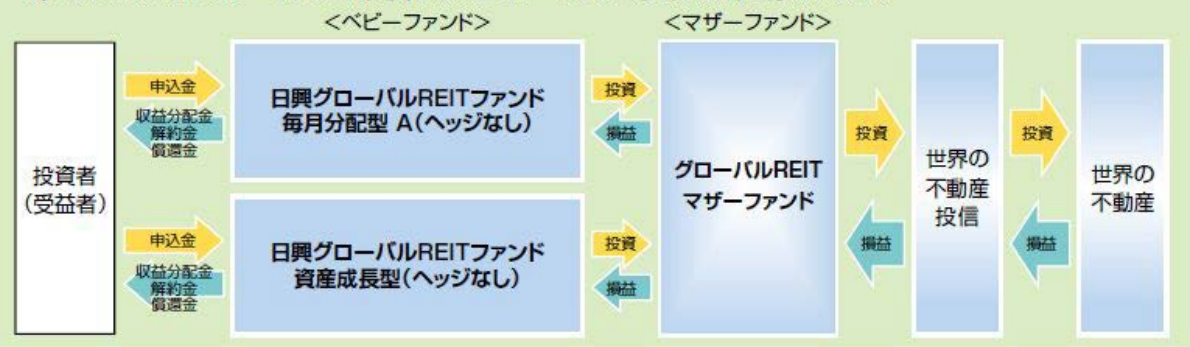 <ベビーファンド>
<マザーファンド>
投資者
(受益者)
申込金
収益分配金
解約金
償還金
日興グローバルREITファンド
毎月分配型 A(ヘッジなし)
投資
損益
申込金
収益分配金
解約金
償還金
日興グローバルREITファンド
資産成長型(ヘッジなし)
投資
損益
グローバルREIT
マザーファンド
投資
損益
世界の
不動産
投信
投資
損益
世界の
不動産